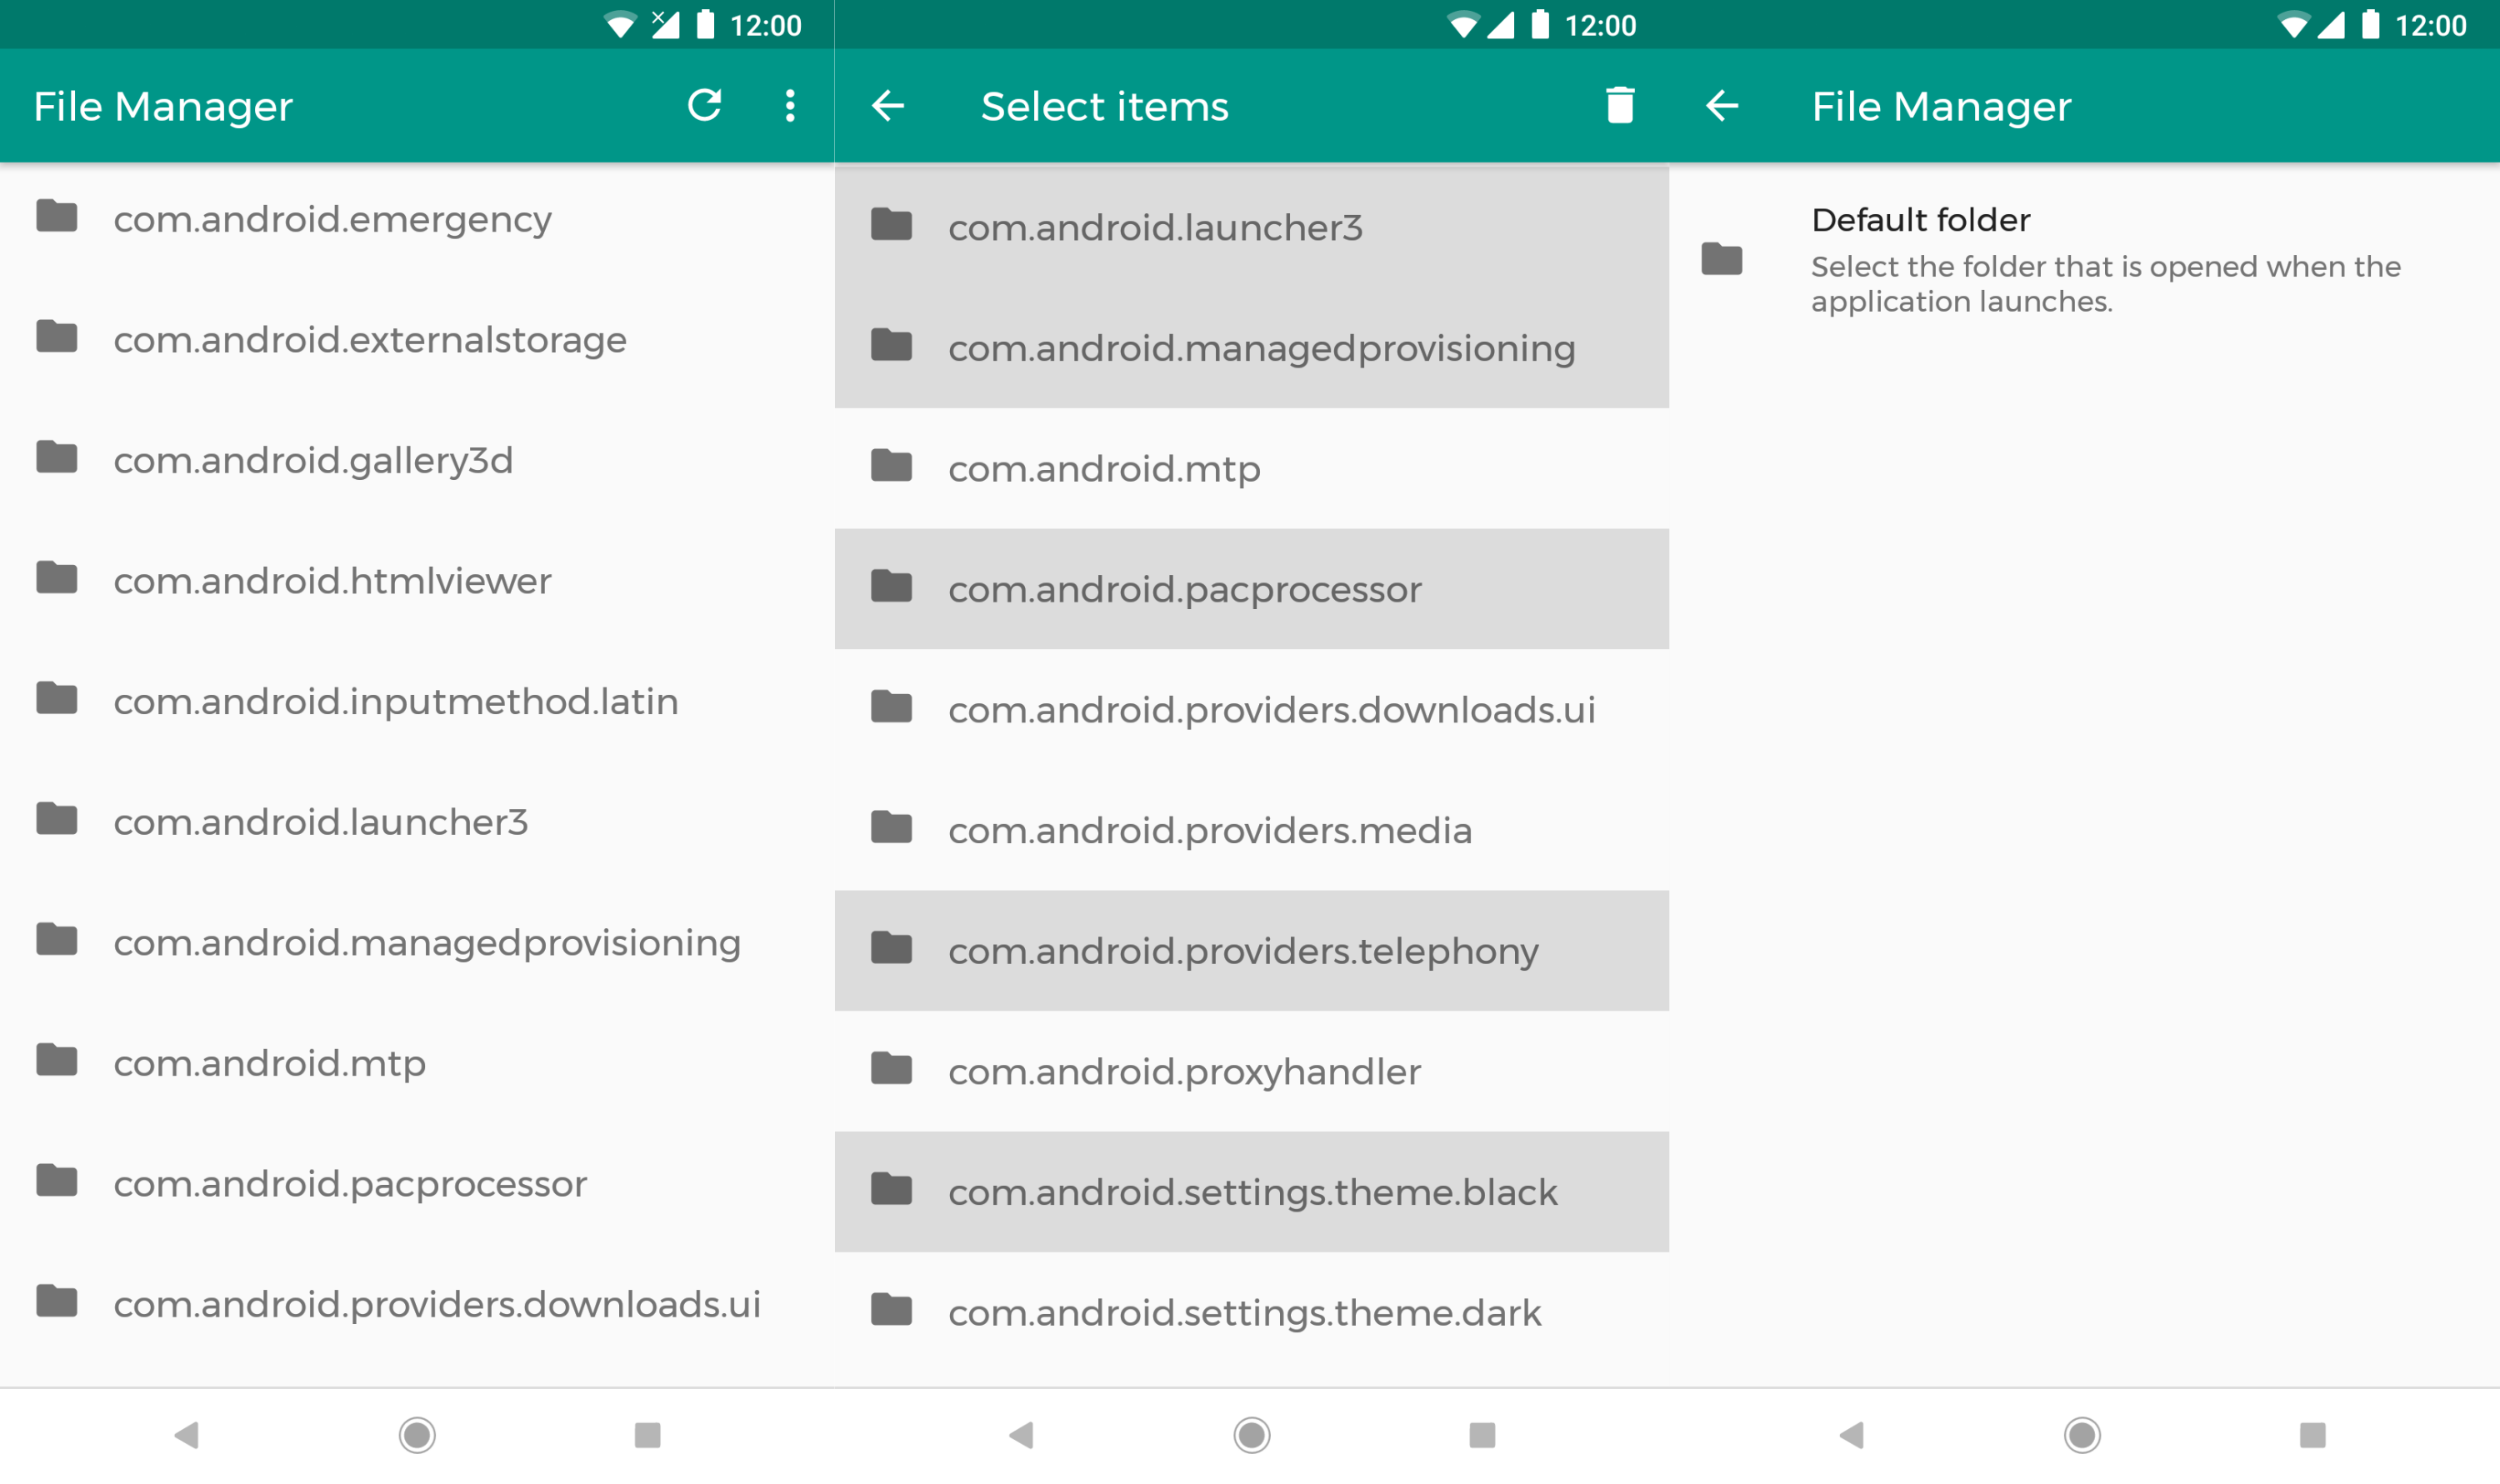 12:00
File Manager
com.android.emergency
com.android.externalstorage
com.android.gallery3d
com.android.htmlviewer
com.android.inputmethod.latin
com.android.launcher3
com.android.managedprovisioning
com.android.mtp
com.android.pacprocessor
com.android.providers.downloads.ui
12:00
Select items
com.android.launcher3
com.android.managedprovisioning
com.android.mtp
com.android.pacprocessor
com.android.providers.downloads.ui
com.android.providers.media
com.android.providers.telephony
com.android.proxyhandler
com.android.settings.theme.black
com.android.settings.theme.dark
12:00
File Manager
Default folder
Select the folder that is opened when the
application launches.